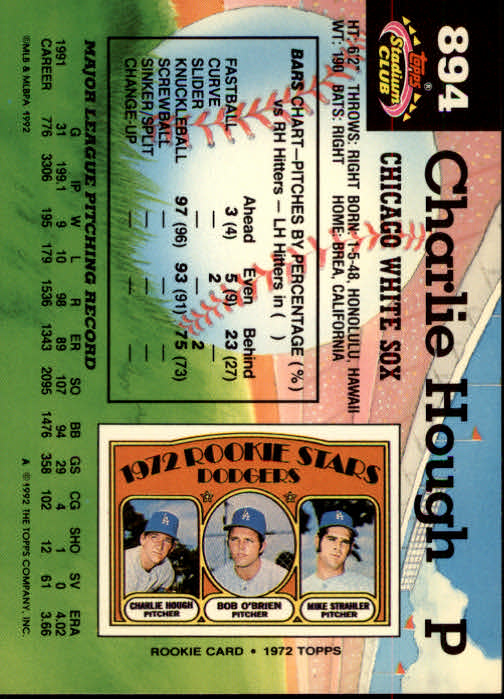 894
topps®
Stadium
CLUB
Charlie Hough P
CHICAGO WHITE SOX
HT: 6'2" THROWS: RIGHT BORN: 1-5-48, HONOLULU, HAWAII
WT: 190 BATS: RIGHT HOME: BREA, CALIFORNIA
BARS CHART—PITCHES BY PERCENTAGE (%)
vs RH Hitters — LH Hitters in ( )
Ahead Even Behind
FASTBALL 3 (4) 5 (9) 23 (27)
CURVE — 2 —
SLIDER — — 2
KNUCKLEBALL 97 (96) 93 (91) 75 (73)
SCREWBALL — — —
SINKER/SPLIT — — —
CHANGE-UP — — —
1972 ROOKIE STARS
DODGERS
LA
LA
LA
CHARLIE HOUGH
PITCHER
BOB O'BRIEN
PITCHER
MIKE STRAHLER
PITCHER
ROOKIE CARD • 1972 TOPPS
MAJOR LEAGUE PITCHING RECORD
G IP W L R ER SO BB GS CG SHO SV ERA
1991 31 199.1 9 10 98 89 107 94 29 4 1 0 4.02
CAREER 776 3306 195 179 1536 1343 2095 1476 358 102 12 61 3.66
©MLB & MLBPA 1992
A ©1992 THE TOPPS COMPANY, INC.